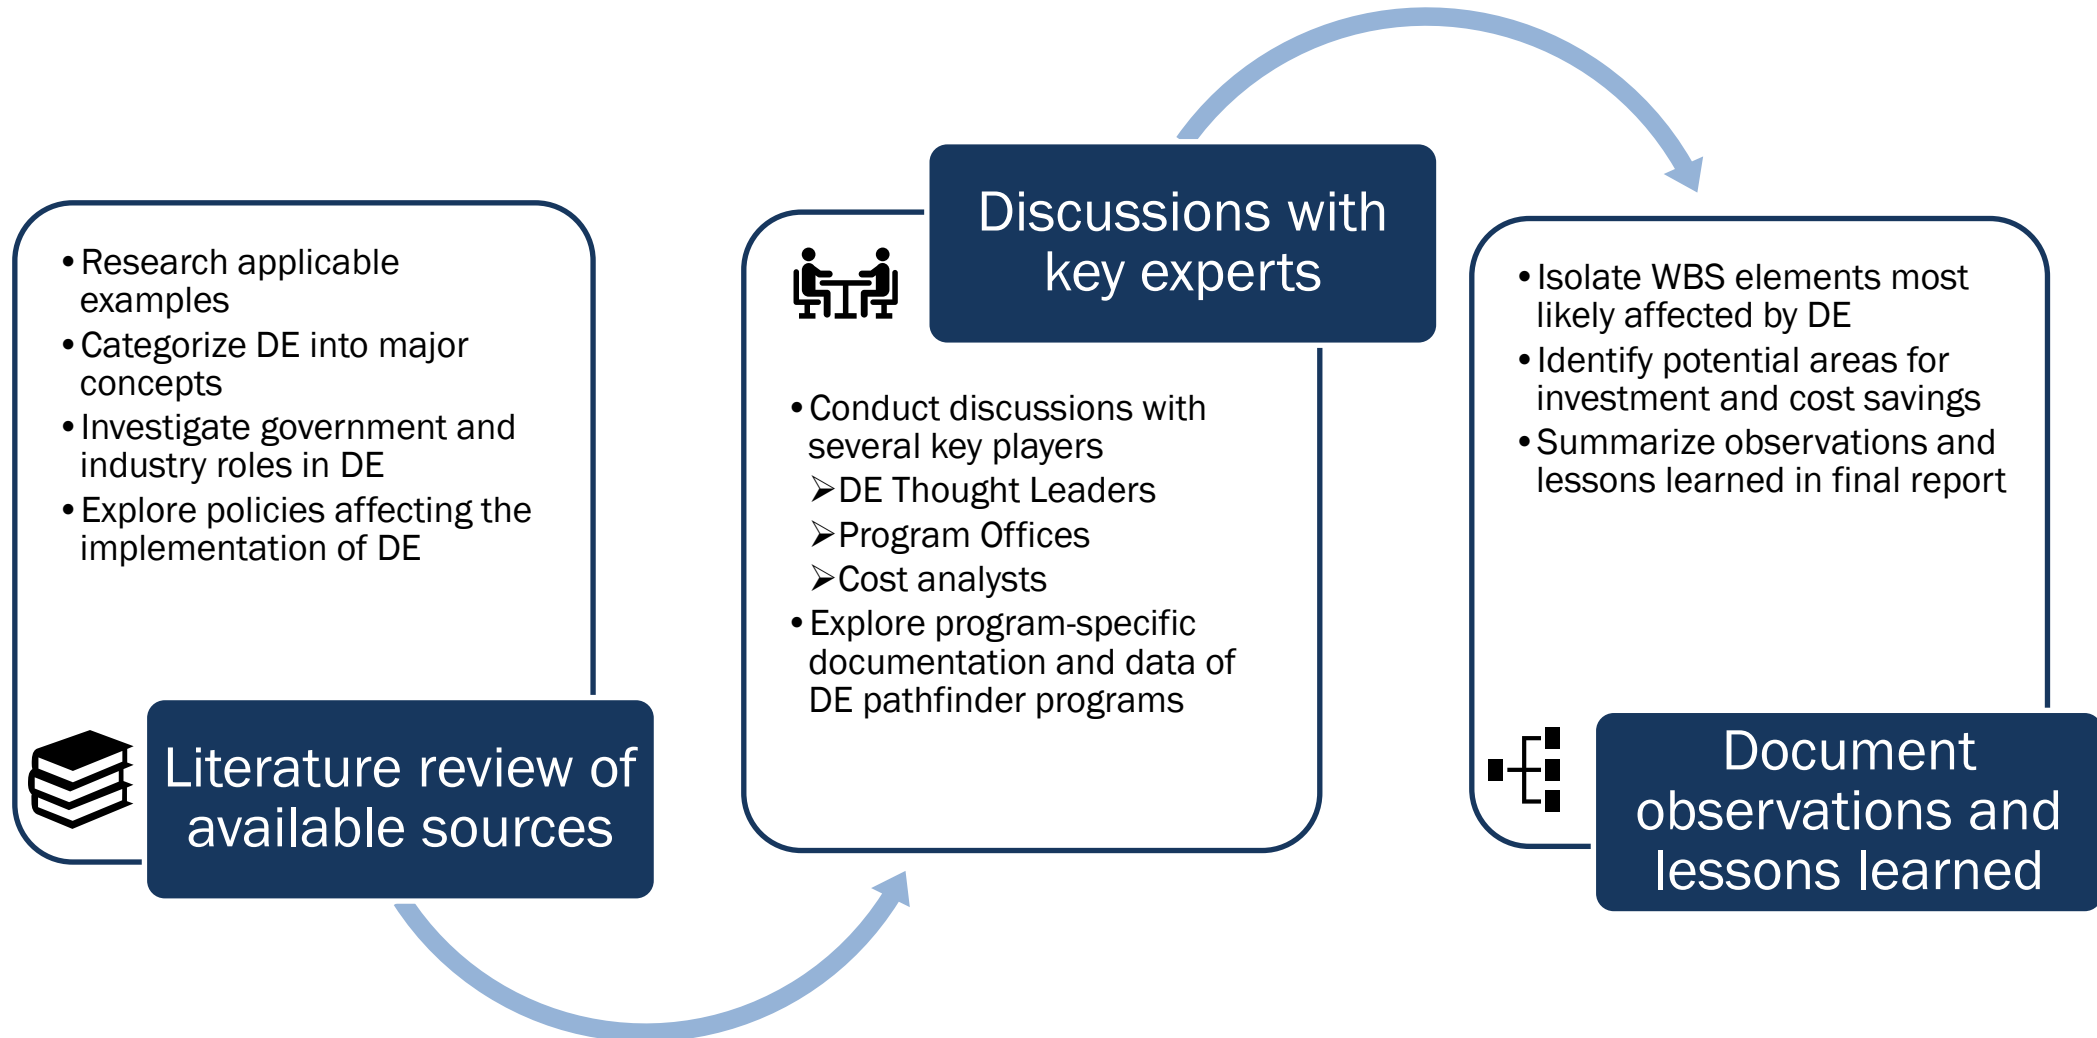 • Research applicable
examples
• Categorize DE into major
concepts
• Investigate government and
industry roles in DE
• Explore policies affecting the
implementation of DE
Literature review of
available sources
Discussions with
key experts
• Conduct discussions with
several key players
➢DE Thought Leaders
➢Program Offices
➢Cost analysts
• Explore program-specific
documentation and data of
DE pathfinder programs
• Isolate WBS elements most
likely affected by DE
• Identify potential areas for
investment and cost savings
• Summarize observations and
lessons learned in final report
Document
observations and
lessons learned